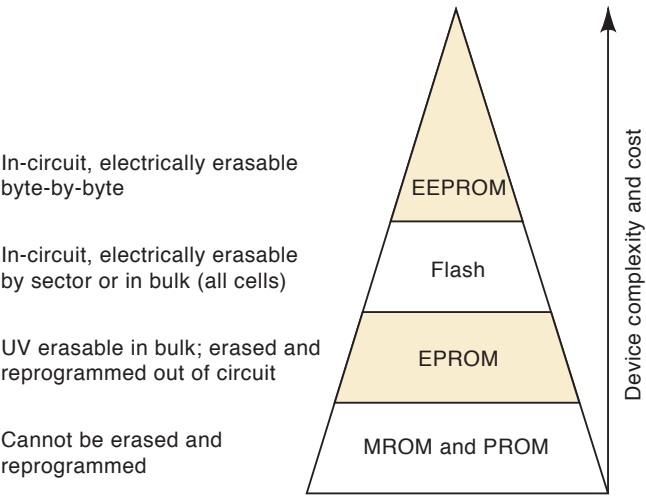 In-circuit, electrically erasable
byte-by-byte
EEPROM
In-circuit, electrically erasable
by sector or in bulk (all cells)
Flash
UV erasable in bulk; erased and
reprogrammed out of circuit
EPROM
Cannot be erased and
reprogrammed
MROM and PROM
Device complexity and cost